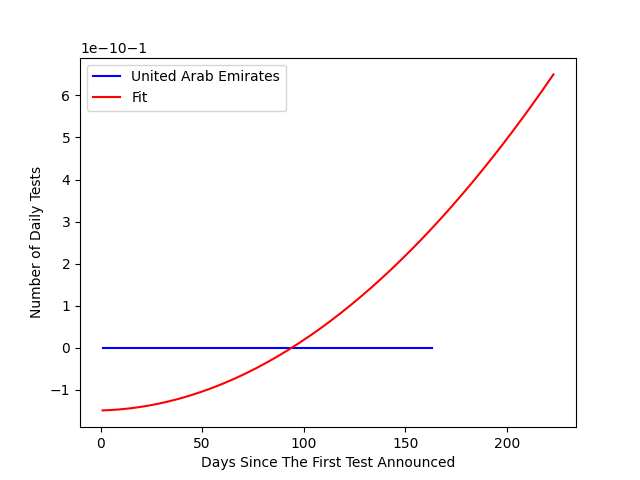 1e−10−1
United Arab Emirates
Fit
6
5
4
3
2
1
0
−1
Number of Daily Tests
0 50 100 150 200
Days Since The First Test Announced